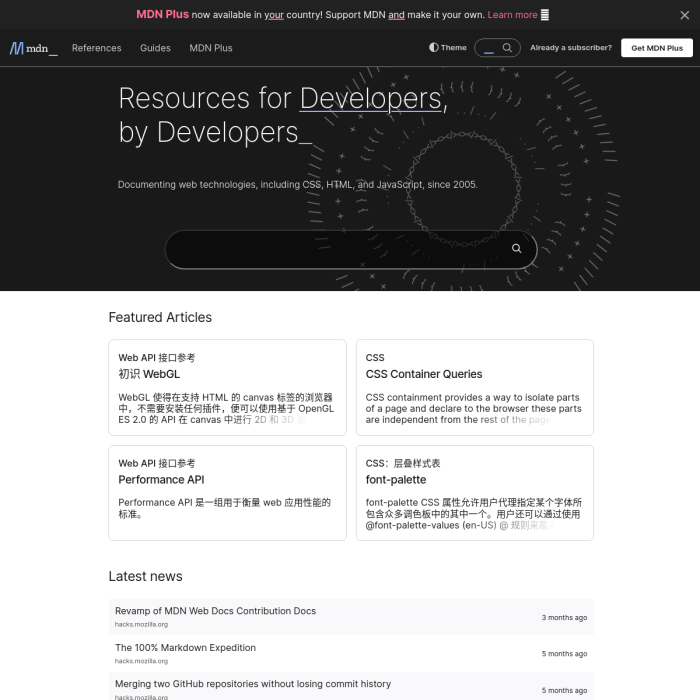 MDN Plus now available in your country! Support MDN and make it your own. Learn more
mdn_
References
Guides
MDN Plus
Theme
Already a subscriber?
Get MDN Plus
Resources for Developers,
by Developers_
Documenting web technologies, including CSS, HTML, and JavaScript, since 2005.
Featured Articles
Web API 接口参考
初识 WebGL
WebGL 使得在支持 HTML 的 canvas 标签的浏览器
中，不需要安装任何插件，便可以使用基于 OpenGL
ES 2.0 的 API 在 canvas 中进行 2D 和 3D
CSS
CSS Container Queries
CSS containment provides a way to isolate parts
of a page and declare to the browser these parts
are independent from the rest of the page
Web API 接口参考
Performance API
Performance API 是一组用于衡量 web 应用性能的
标准。
CSS：层叠样式表
font-palette
font-palette CSS 属性允许用户代理指定某个字体所
包含众多调色板中的其中一个。用户还可以通过使用
@font-palette-values (en-US) @ 规则来
Latest news
Revamp of MDN Web Docs Contribution Docs
hacks.mozilla.org
3 months ago
The 100% Markdown Expedition
hacks.mozilla.org
5 months ago
Merging two GitHub repositories without losing commit history
hacks.mozilla.org
5 months ago